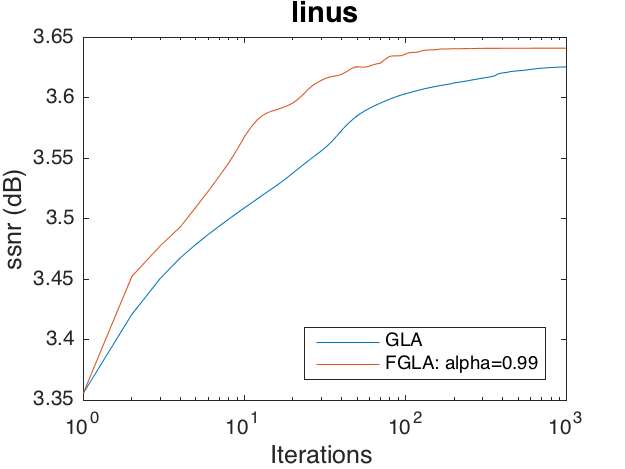 linus
3.65
3.6
3.55
3.5
3.45
3.4
3.35
ssnr (dB)
10^0
10^1
10^2
10^3
Iterations
GLA
FGLA: alpha=0.99